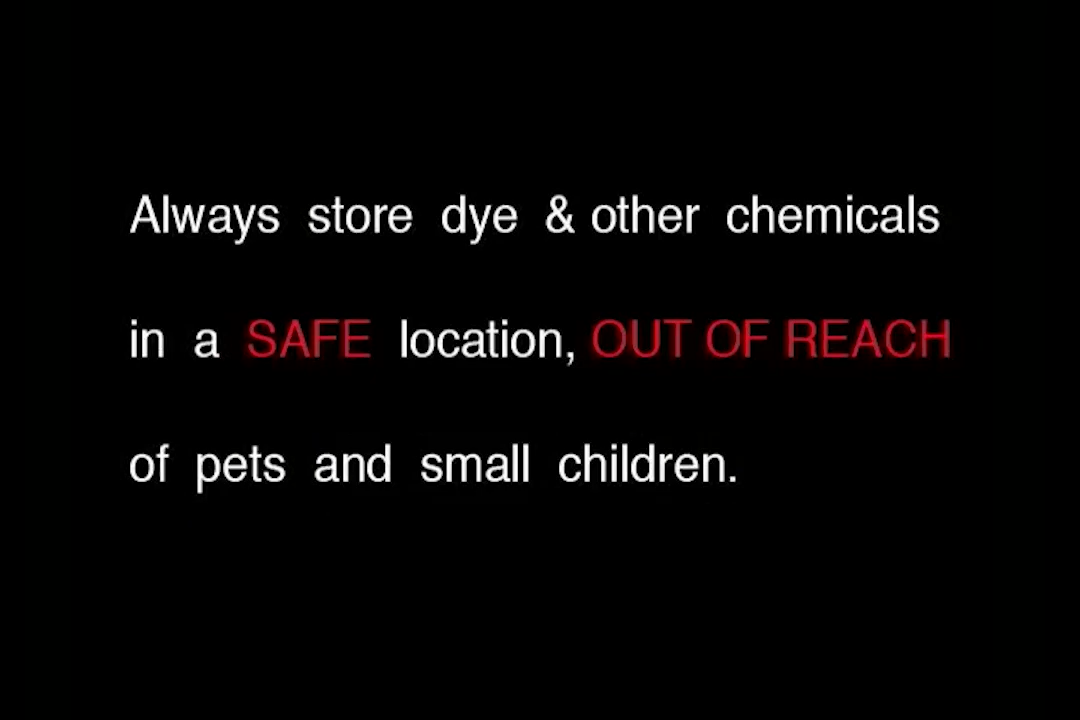 Always store dye & other chemicals
in a SAFE location, OUT OF REACH
of pets and small children.